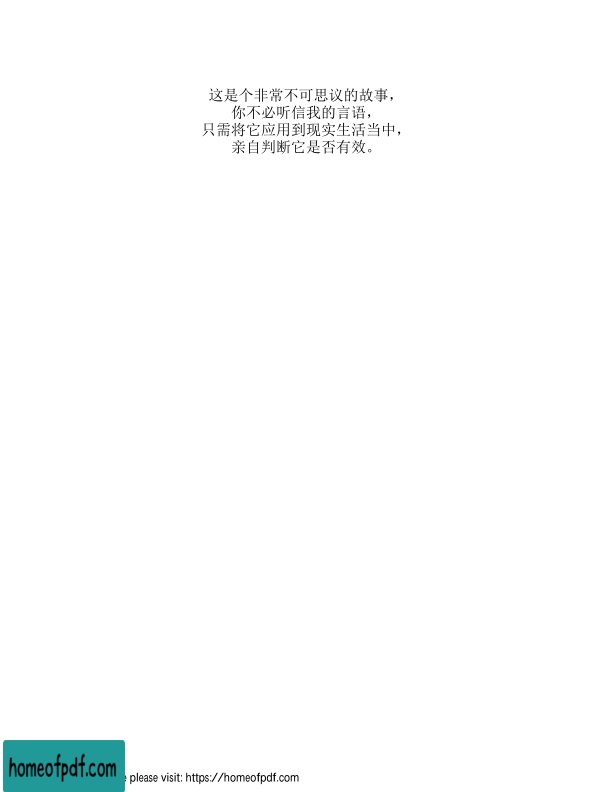 这是个非常不可思议的故事，
你不必听信我的言语，
只需将它应用到现实生活当中，
亲自判断它是否有效。
homeofpdf.com
e please visit: https://homeofpdf.com